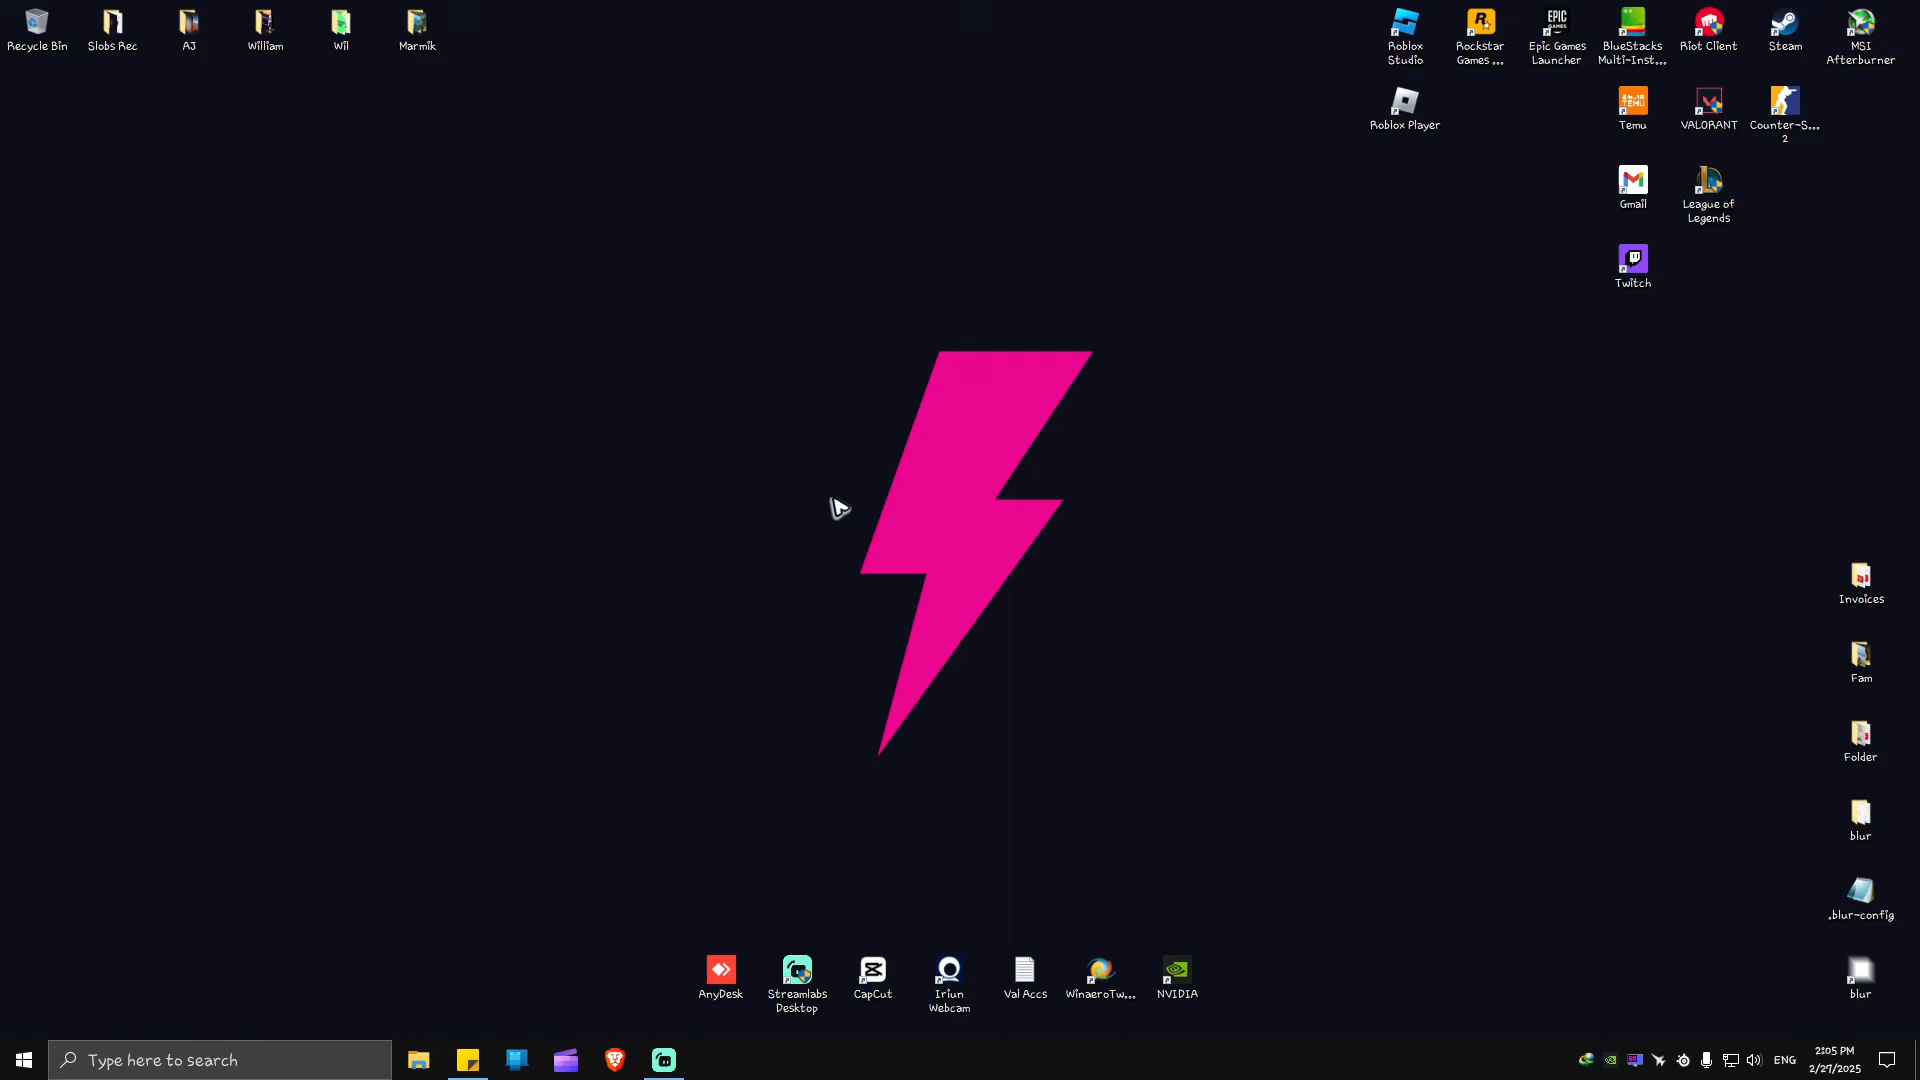 Recycle Bin
Slobs Rec
AJ
William
Wil
Marmik
Roblox
Studio
Rockstar
Games ...
EPIC
GAMES
Epic Games
Launcher
BlueStacks
Multi-Inst...
Riot Client
Steam
MSI
Afterburner
Roblox Player
TEMU
Temu
VALORANT
Counter-S...
2
Gmail
League of
Legends
Twitch
Invoices
Fam
Folder
blur
.blur-config
blur
AnyDesk
Streamlabs
Desktop
CapCut
Iriun
Webcam
Val Accs
WinaeroTw...
NVIDIA
Type here to search
ENG
2:05 PM
2/27/2025